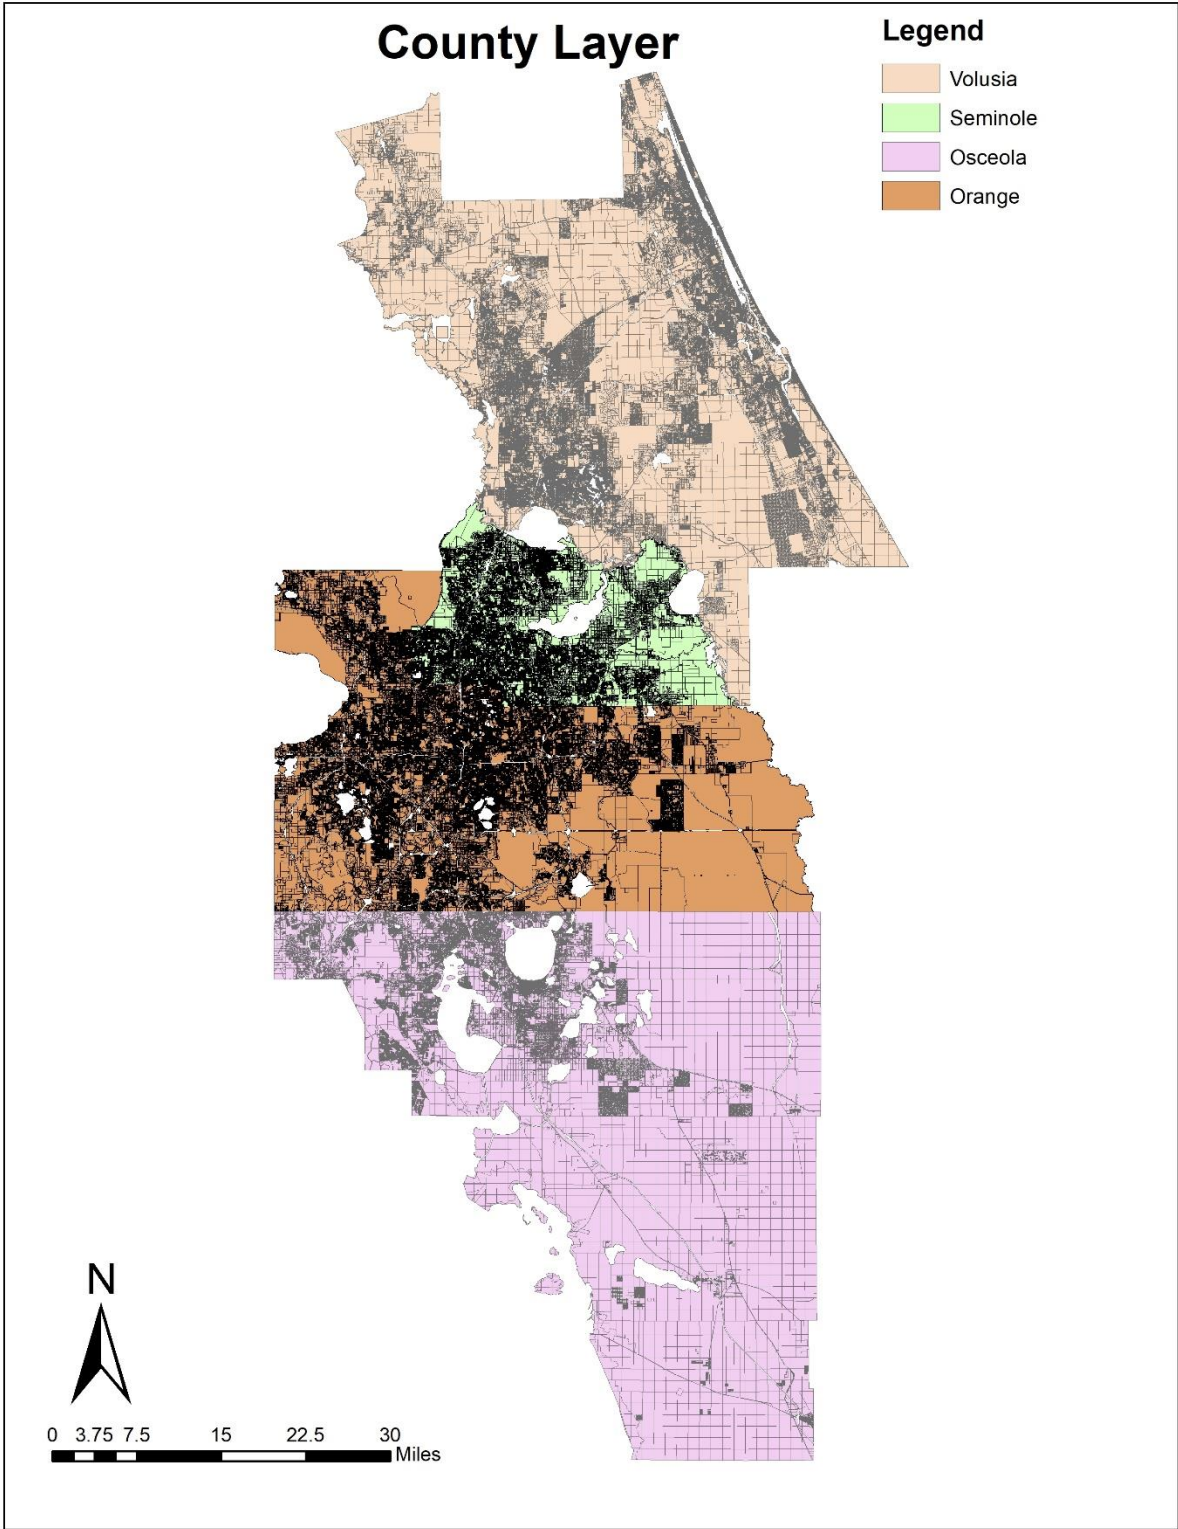 County Layer
Legend
Volusia
Seminole
Osceola
Orange
N
0 3.75 7.5 15 22.5 30
Miles